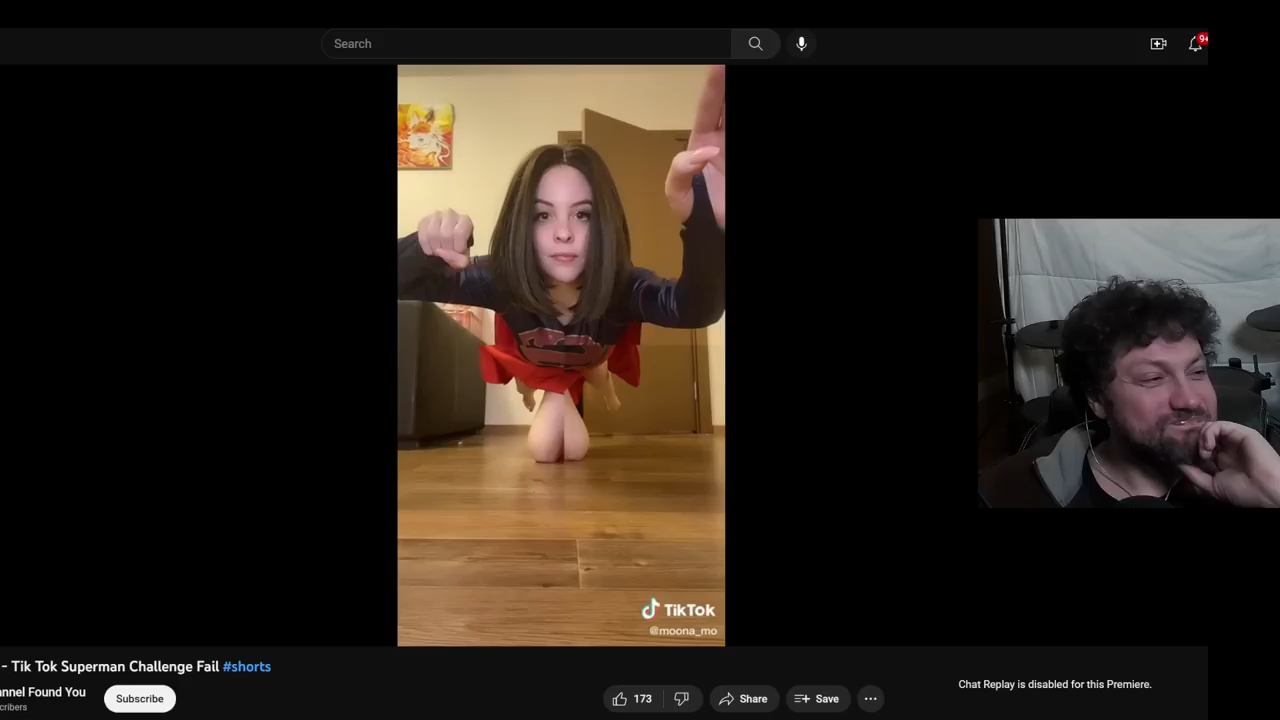 Search
9+
TikTok
@moona_mo
- Tik Tok Superman Challenge Fail #shorts
annel Found You
cribers
Subscribe
173
Share
Save
Chat Replay is disabled for this Premiere.